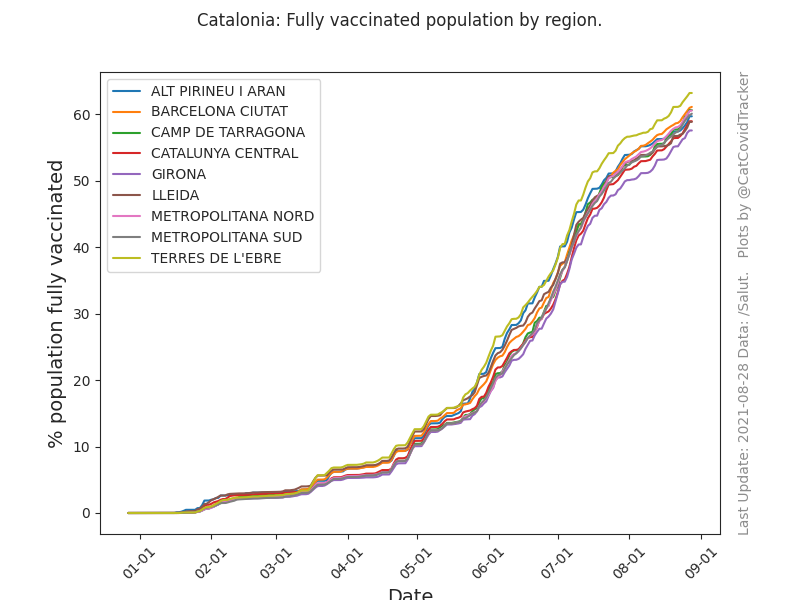 Catalonia: Fully vaccinated population by region.
ALT PIRINEU I ARAN
BARCELONA CIUTAT
CAMP DE TARRAGONA
CATALUNYA CENTRAL
GIRONA
LLEIDA
METROPOLITANA NORD
METROPOLITANA SUD
TERRES DE L'EBRE
% population fully vaccinated
60
50
40
30
20
10
0
01-01
02-01
03-01
04-01
05-01
06-01
07-01
08-01
09-01
Date
Last Update: 2021-08-28 Data: /Salut. Plots by @CatCovidTracker